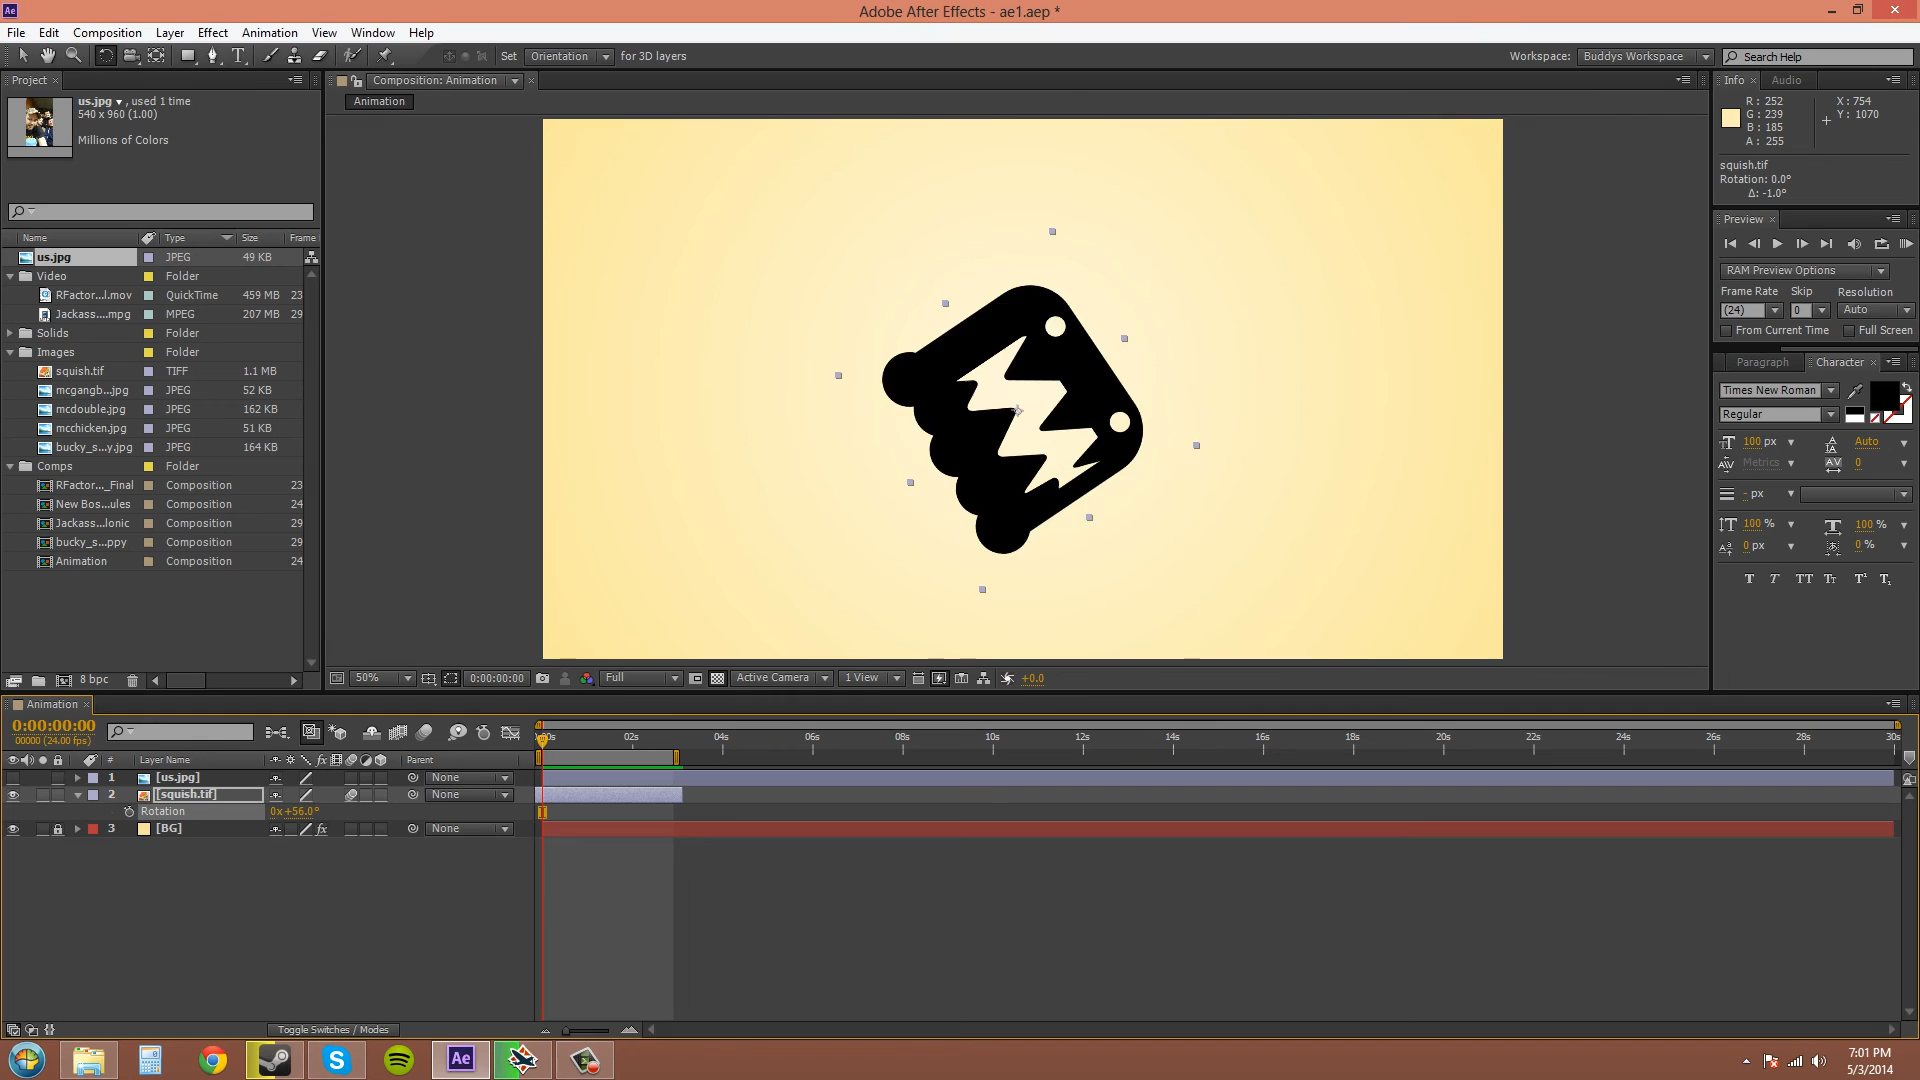 Ae
Adobe After Effects - ae1.aep *
File Edit Composition Layer Effect Animation View Window Help
T Set Orientation for 3D layers Workspace: Buddys Workspace Search Help
Project
us.jpg , used 1 time
540 x 960 (1.00)
Millions of Colors
Name Type Size Frame
us.jpg JPEG 49 KB
Video Folder
RFactor...l.mov QuickTime 459 MB 23
Jackass....mpg MPEG 207 MB 29
Solids Folder
Images Folder
squish.tif TIFF 1.1 MB
mcgangb...jpg JPEG 52 KB
mcdouble.jpg JPEG 162 KB
mcchicken.jpg JPEG 51 KB
bucky_s...y.jpg JPEG 164 KB
Comps Folder
RFactor..._Final Composition 23
New Bos...ules Composition 24
Jackass....lonic Composition 29
bucky_s...ppy Composition 29
Animation Composition 24
8 bpc
Composition: Animation
Animation
50% 0:00:00:00 Full Active Camera 1 View +0.0
Info Audio
R : 252 X : 754
G : 239 Y : 1070
B : 185
A : 255
squish.tif
Rotation: 0.0°
Δ: -1.0°
Preview
RAM Preview Options
Frame Rate Skip Resolution
(24) 0 Auto
From Current Time Full Screen
Paragraph Character
Times New Roman
Regular
100 px Auto
Metrics 0
- px
100 % 100 %
0 px 0 %
T T TT Tт T¹ T₁
Animation
0:00:00:00
00000 (24.00 fps)
00s 02s 04s 06s 08s 10s 12s 14s 16s 18s 20s 22s 24s 26s 28s 30s
# Layer Name fx Parent
1 [us.jpg] None
2 [squish.tif] None
Rotation 0x+56.0°
3 [BG] fx None
Toggle Switches / Modes
Ae
7:01 PM
5/3/2014